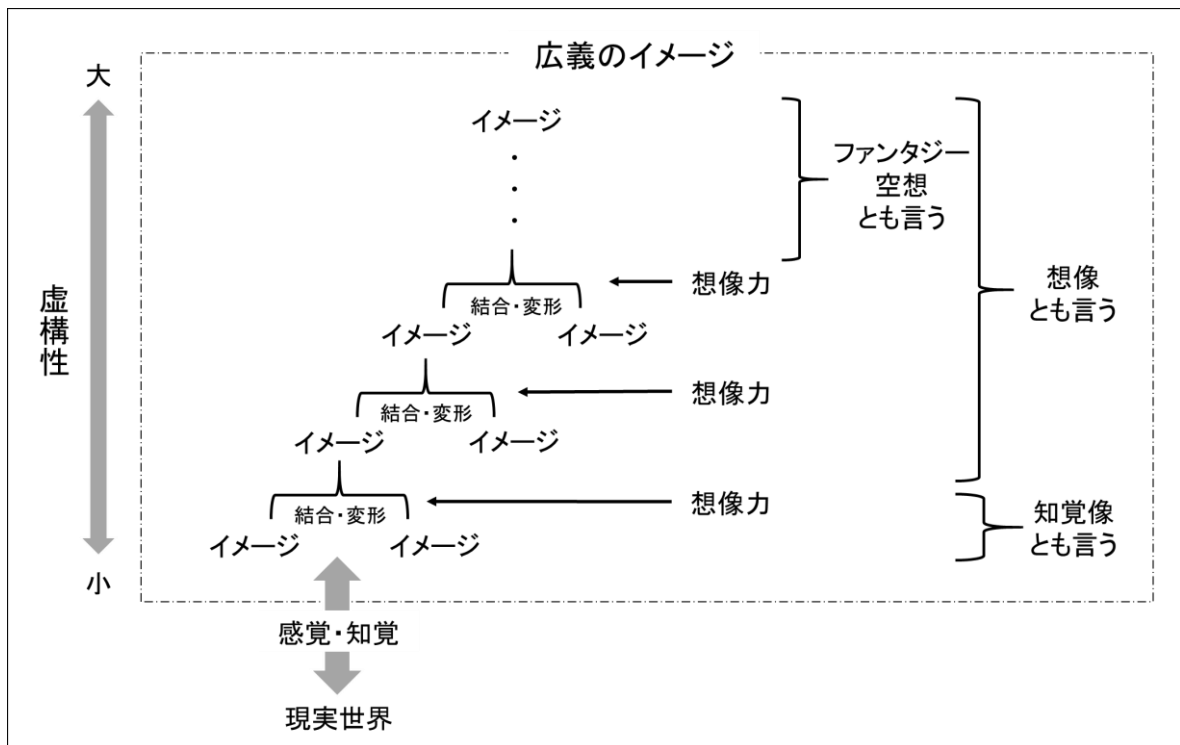 広義のイメージ
大
イメージ
・
・
・
ファンタジー
空想
とも言う
結合・変形
想像力
イメージ
イメージ
想像
とも言う
虚構性
結合・変形
想像力
イメージ
イメージ
結合・変形
想像力
イメージ
イメージ
知覚像
とも言う
小
感覚・知覚
現実世界